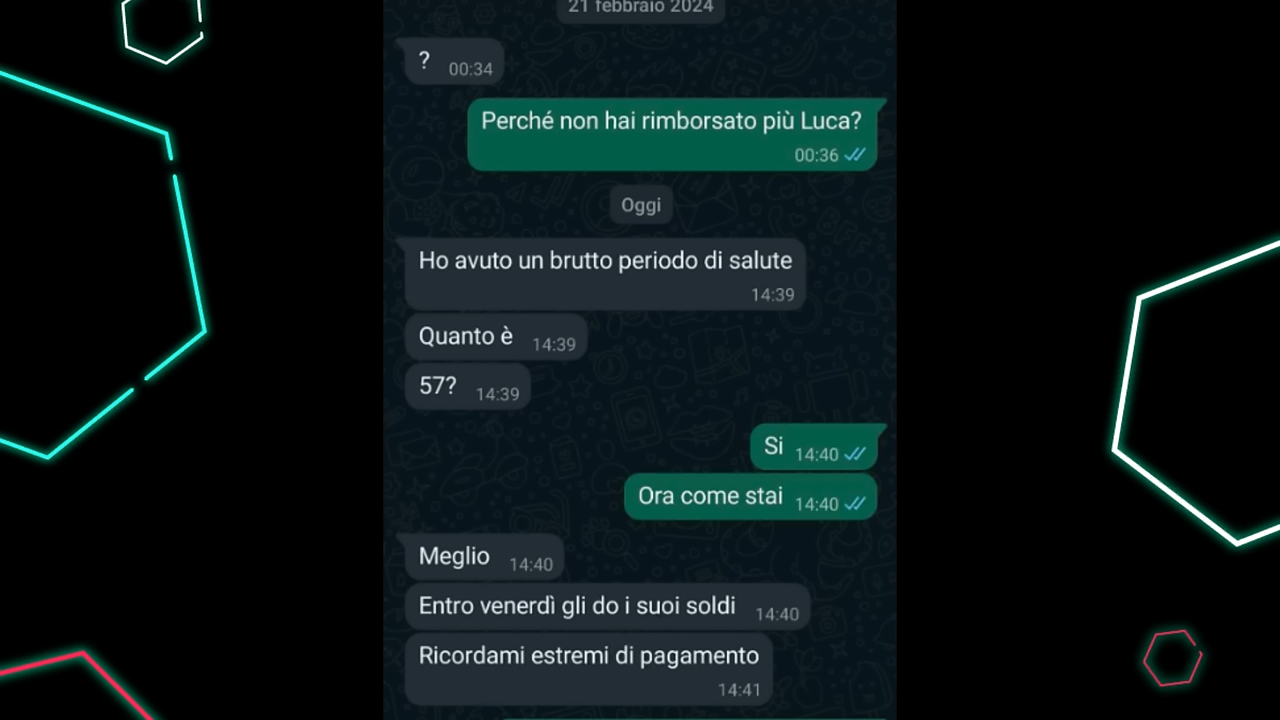 21 febbraio 2024
?
00:34
Perché non hai rimborsato più Luca?
00:36
Oggi
Ho avuto un brutto periodo di salute
14:39
Quanto è 14:39
57? 14:39
Si 14:40
Ora come stai 14:40
Meglio 14:40
Entro venerdì gli do i suoi soldi 14:40
Ricordami estremi di pagamento
14:41